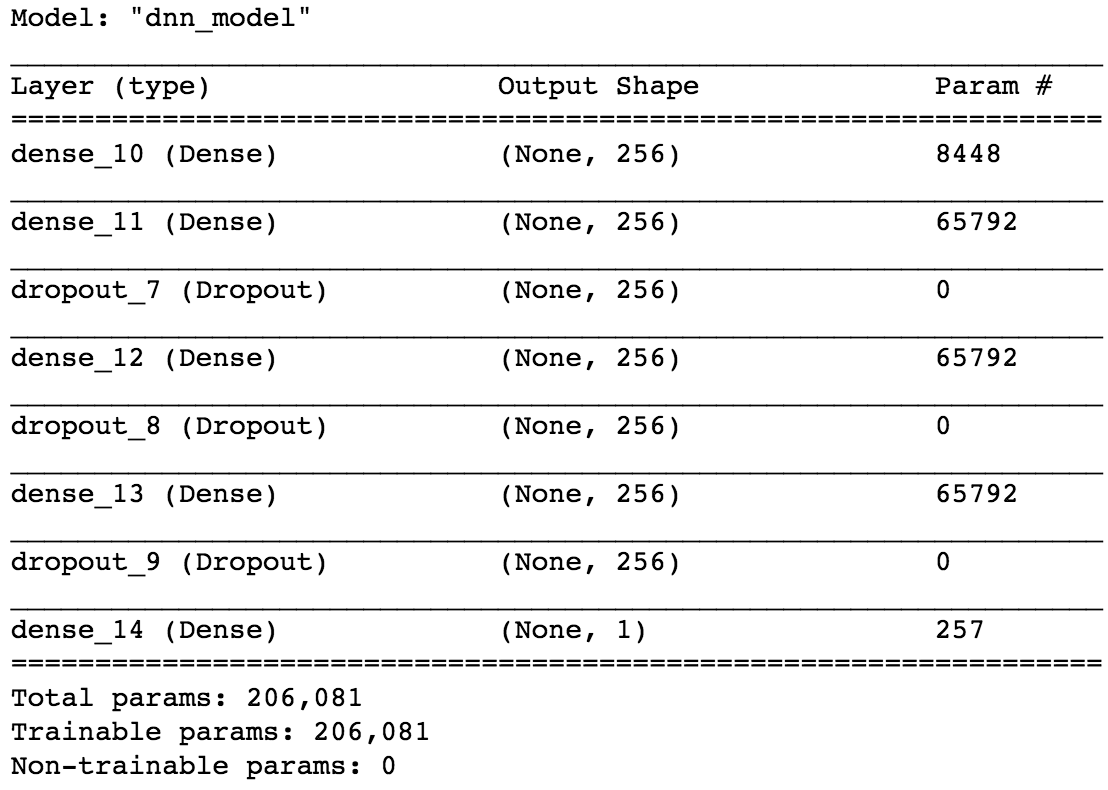 Model: "dnn_model"
Layer (type) Output Shape Param #
dense_10 (Dense) (None, 256) 8448
dense_11 (Dense) (None, 256) 65792
dropout_7 (Dropout) (None, 256) 0
dense_12 (Dense) (None, 256) 65792
dropout_8 (Dropout) (None, 256) 0
dense_13 (Dense) (None, 256) 65792
dropout_9 (Dropout) (None, 256) 0
dense_14 (Dense) (None, 1) 257
Total params: 206,081
Trainable params: 206,081
Non-trainable params: 0